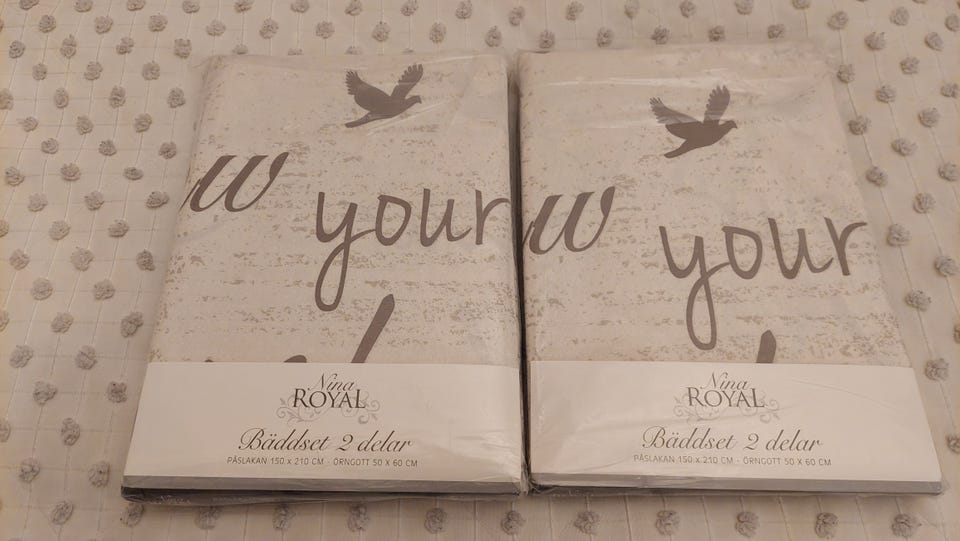 w your
Nina
ROYAL
Bäddset 2 delar
PÅSLAKAN 150 X 210 CM - ÖRNGOTT 50 X 60 CM
w your
Nina
ROYAL
Bäddset 2 delar
PÅSLAKAN 150 X 210 CM - ÖRNGOTT 50 X 60 CM